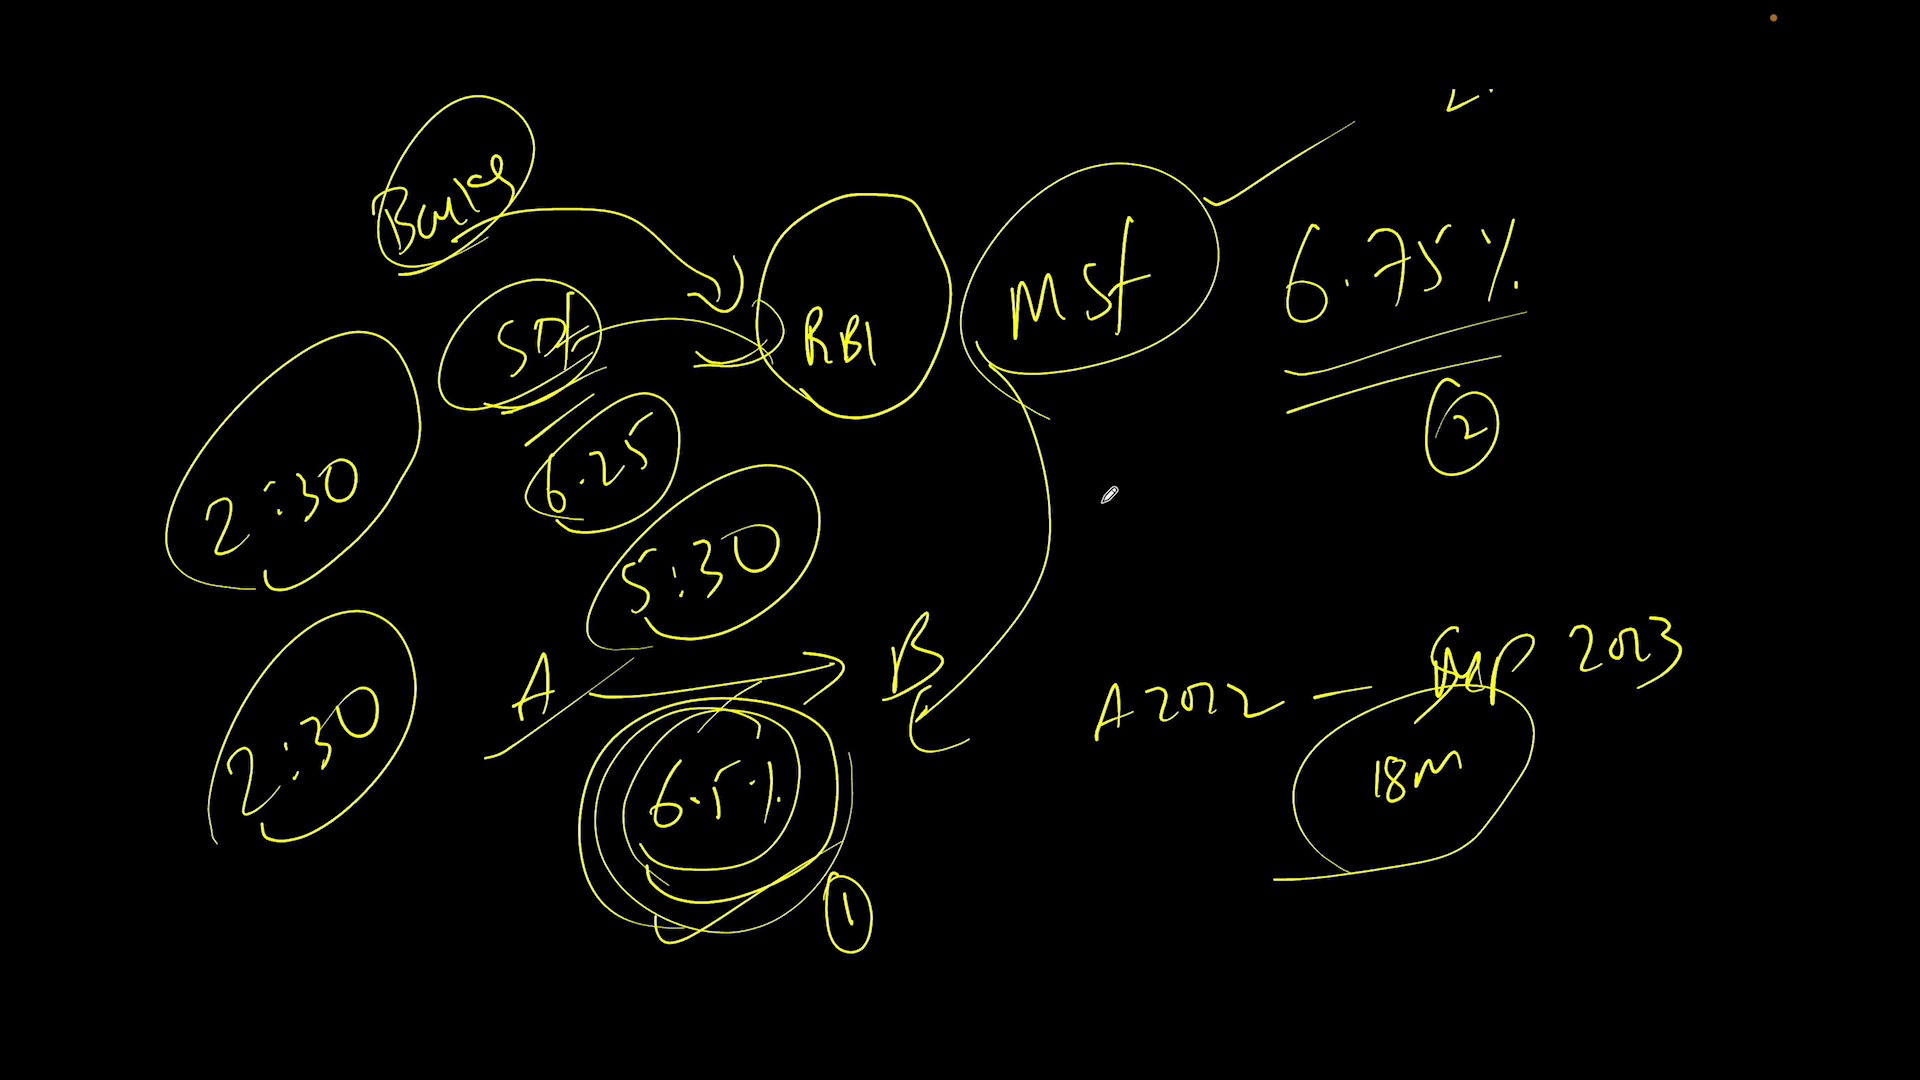 Banks
RBI
MSf
6.75%
2
SDf
6.25
2:30
5:30
A
B
2:30
6.5%
1
A 2022 - Sep 2023
18m